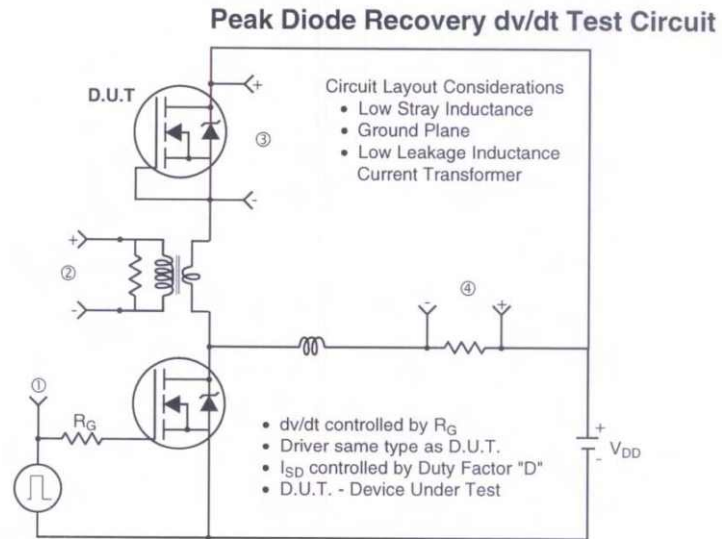 Peak Diode Recovery dv/dt Test Circuit
D.U.T
+
③
-
Circuit Layout Considerations
• Low Stray Inductance
• Ground Plane
• Low Leakage Inductance
Current Transformer
+
②
-
④
-
+
①
RG
• dv/dt controlled by RG
• Driver same type as D.U.T.
• ISD controlled by Duty Factor "D"
• D.U.T. - Device Under Test
+
VDD
-